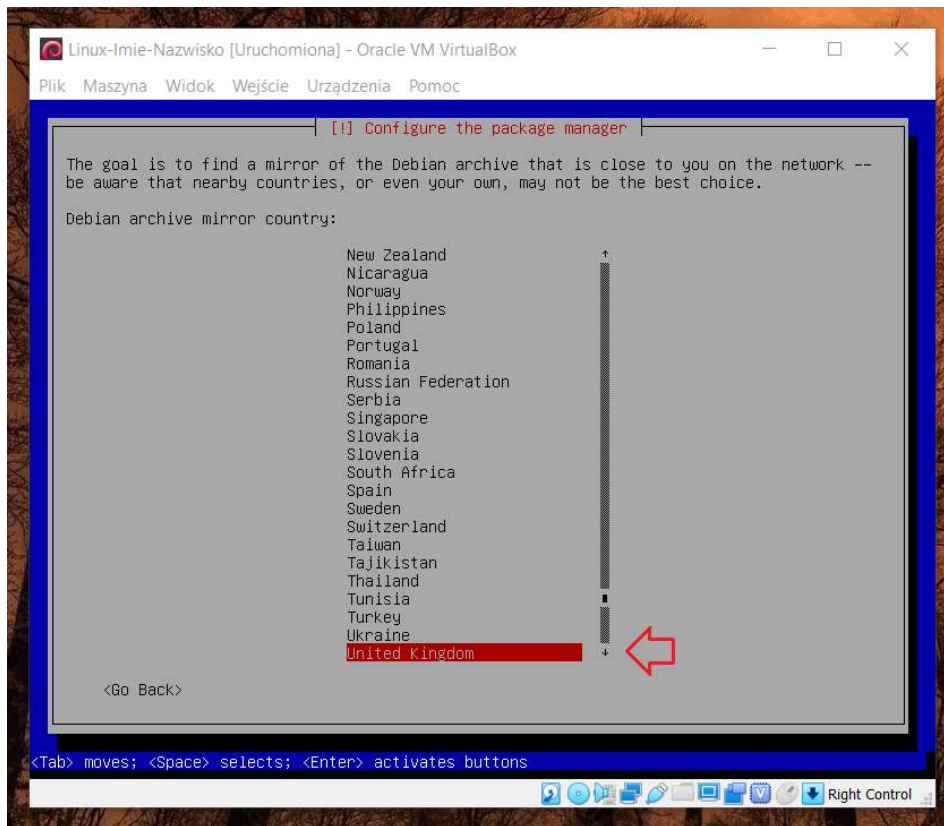 Linux-Imie-Nazwisko [Uruchomiona] - Oracle VM VirtualBox
Plik Maszyna Widok Wejście Urządzenia Pomoc
[!] Configure the package manager
The goal is to find a mirror of the Debian archive that is close to you on the network --
be aware that nearby countries, or even your own, may not be the best choice.
Debian archive mirror country:
New Zealand
Nicaragua
Norway
Philippines
Poland
Portugal
Romania
Russian Federation
Serbia
Singapore
Slovakia
Slovenia
South Africa
Spain
Sweden
Switzerland
Taiwan
Tajikistan
Thailand
Tunisia
Turkey
Ukraine
United Kingdom
<Go Back>
<Tab> moves; <Space> selects; <Enter> activates buttons
Right Control